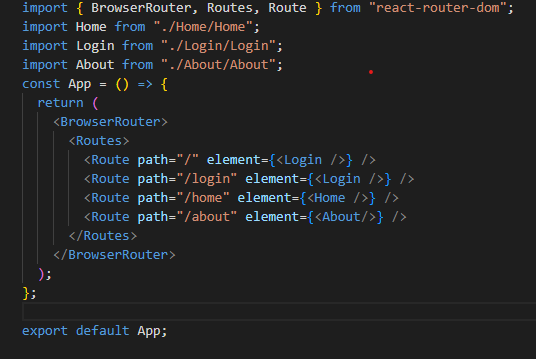 import { BrowserRouter, Routes, Route } from "react-router-dom";
import Home from "./Home/Home";
import Login from "./Login/Login";
import About from "./About/About";
const App = () => {
  return (
    <BrowserRouter>
      <Routes>
        <Route path="/" element={<Login />} />
        <Route path="/login" element={<Login />} />
        <Route path="/home" element={<Home />} />
        <Route path="/about" element={<About/>} />
      </Routes>
    </BrowserRouter>
  );
};
export default App;